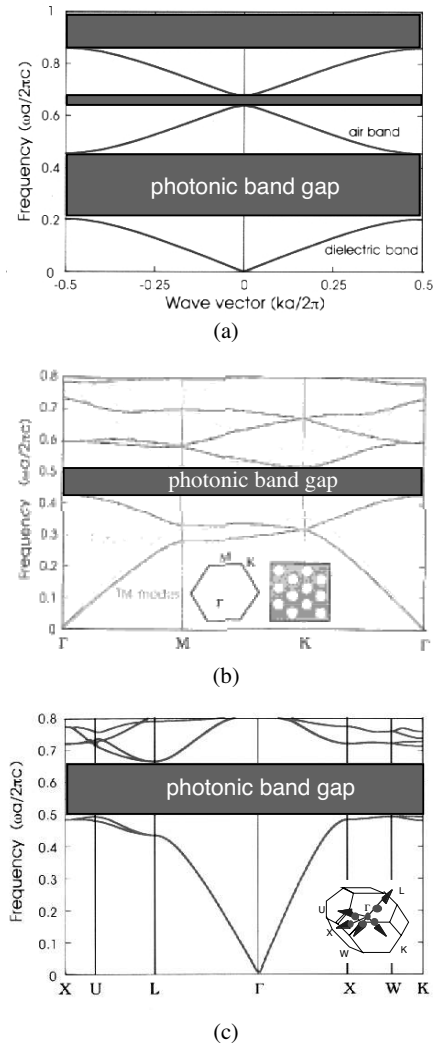 1
0.8
0.6
0.4
0.2
0
Frequency (ωa/2πc)
photonic band gap
air band
dielectric band
-0.5 -0.25 0 0.25 0.5
Wave vector (ka/2π)
(a)
0.8
0.7
0.6
0.5
0.4
0.3
0.2
0.1
0
Frequency (ωa/2πc)
photonic band gap
TM modes
M
K
Γ
Γ M K Γ
(b)
0.8
0.7
0.6
0.5
0.4
0.3
0.2
0.1
0
Frequency (ωa/2πc)
photonic band gap
L
Γ
U
X
W
K
X U L Γ X W K
(c)